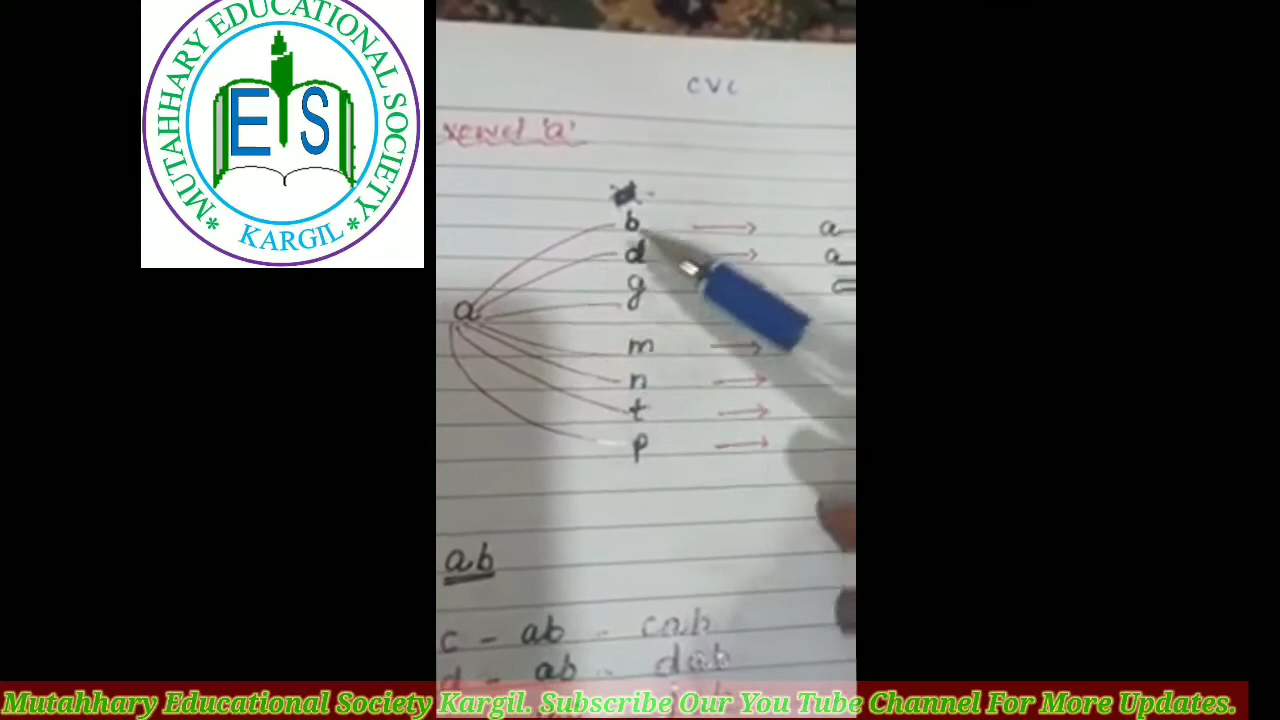 MUTAHHARY EDUCATIONAL SOCIETY
E S
* KARGIL *
CVC
vowel 'a'
b → a
d → a
g
a
m →
n →
t →
p →
ab
c - ab - cab
d - ab - dab
Mutahhary Educational Society Kargil. Subscribe Our You Tube Channel For More Updates.